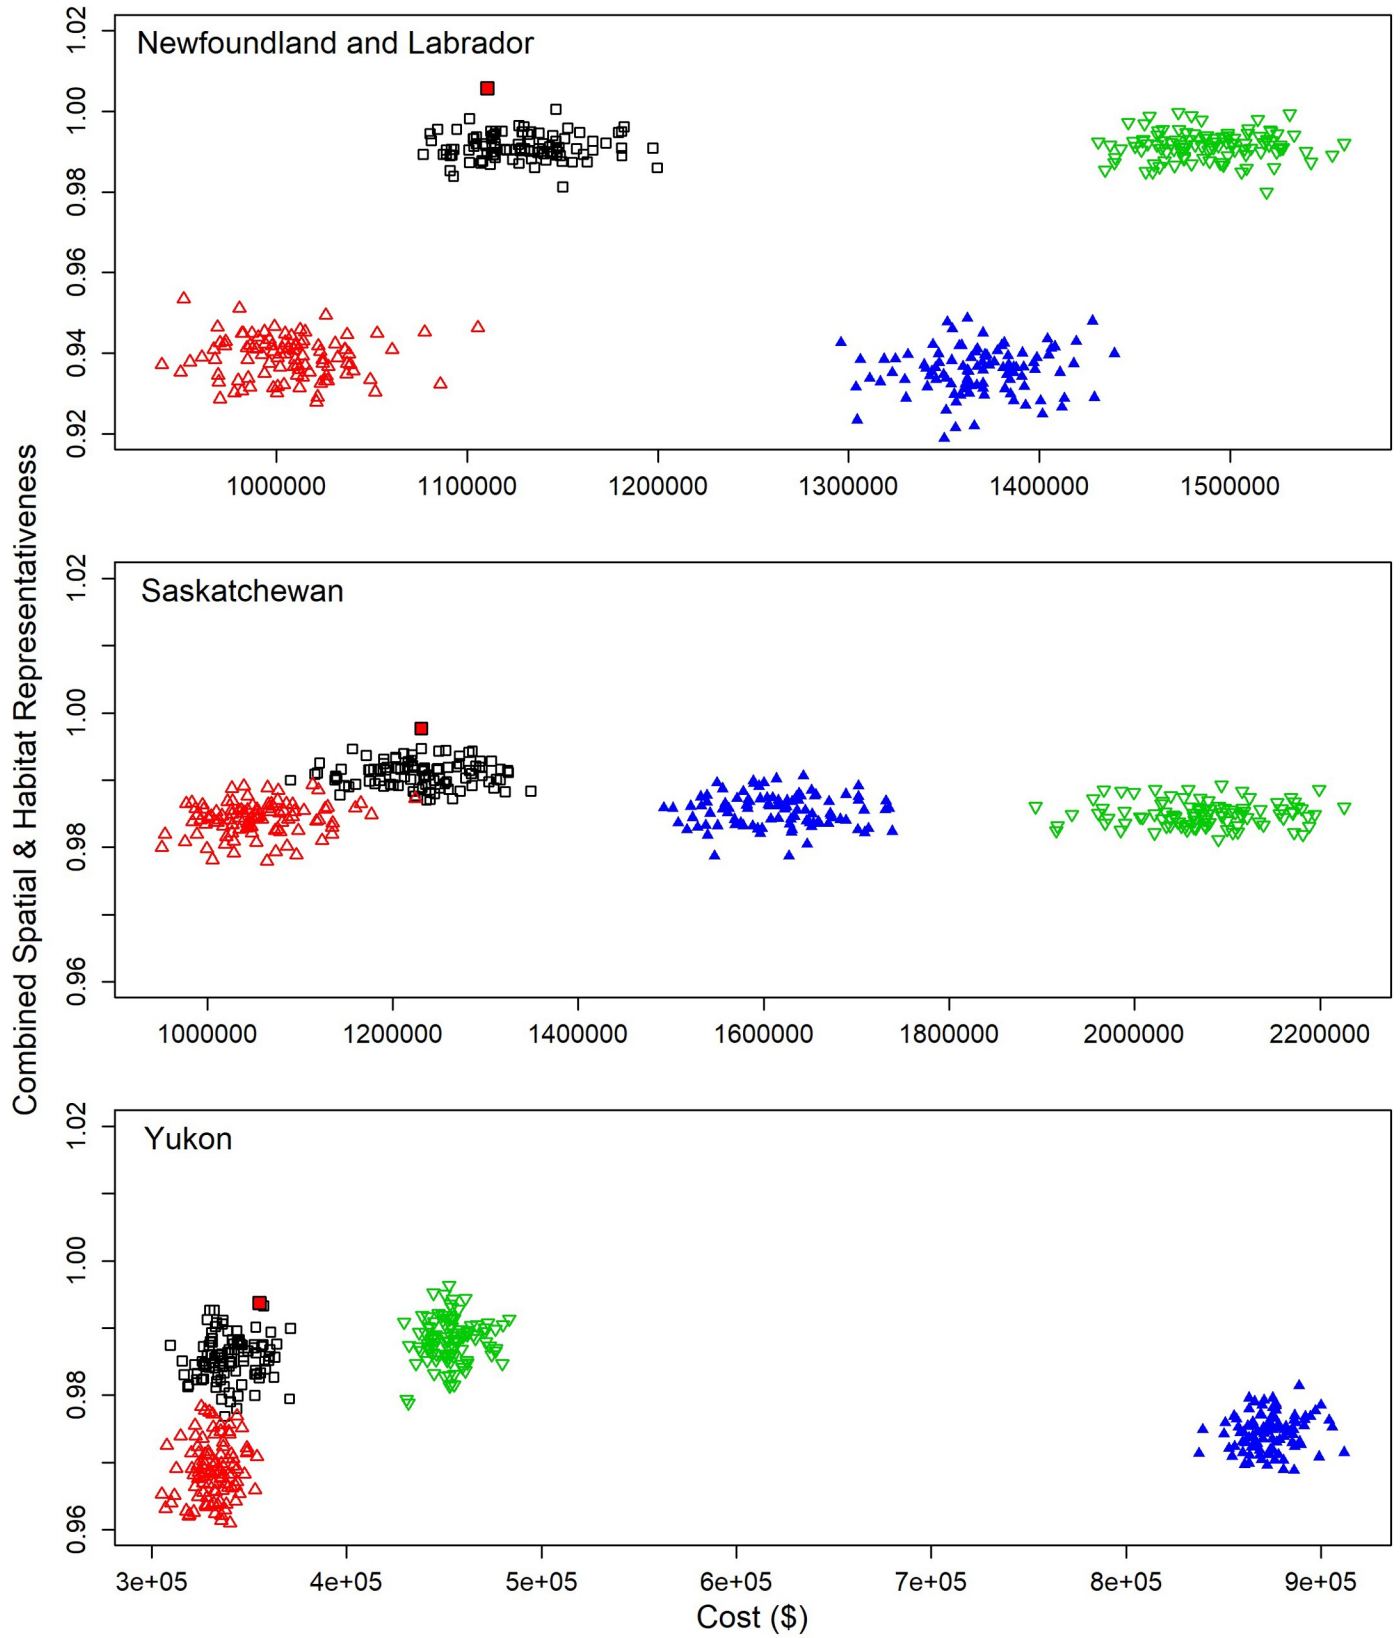 Combined Spatial & Habitat Representativeness
Newfoundland and Labrador
1.02
1.00
0.98
0.96
0.94
0.92
1000000 1100000 1200000 1300000 1400000 1500000
Saskatchewan
1.02
1.00
0.98
0.96
1000000 1200000 1400000 1600000 1800000 2000000 2200000
Yukon
1.02
1.00
0.98
0.96
3e+05 4e+05 5e+05 6e+05 7e+05 8e+05 9e+05
Cost ($)